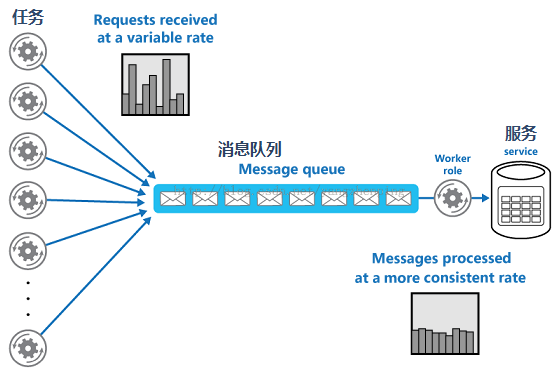 任务
Requests received
at a variable rate
消息队列
Message queue
服务
service
Worker
role
Messages processed
at a more consistent rate